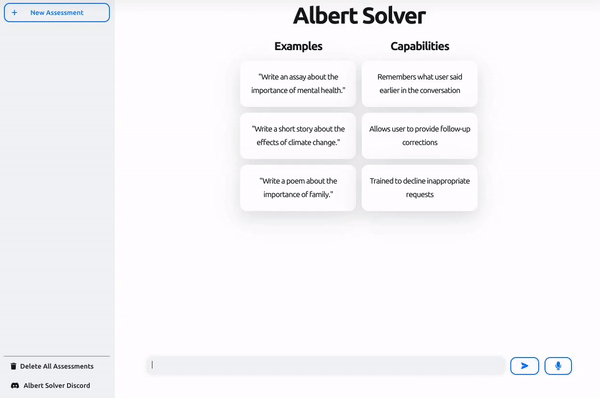 New Assessment
Albert Solver
Examples
Capabilities
"Write an assay about the
importance of mental health."
Remembers what user said
earlier in the conversation
"Write a short story about the
effects of climate change."
Allows user to provide follow-up
corrections
"Write a poem about the
importance of family."
Trained to decline inappropriate
requests
Delete All Assessments
Albert Solver Discord